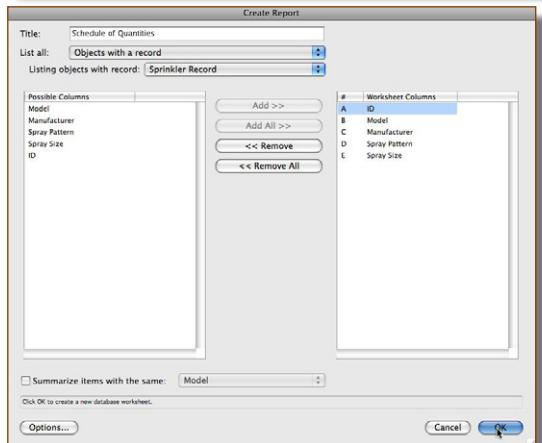 Create Report
Title: Schedule of Quantities
List all: Objects with a record
Listing objects with record: Sprinkler Record
Possible Columns
Model
Manufacturer
Spray Pattern
Spray Size
ID
Add >>
Add All >>
<< Remove
<< Remove All
# Worksheet Columns
A ID
B Model
C Manufacturer
D Spray Pattern
E Spray Size
Summarize items with the same: Model
Click OK to create a new database worksheet.
Options...
Cancel
OK